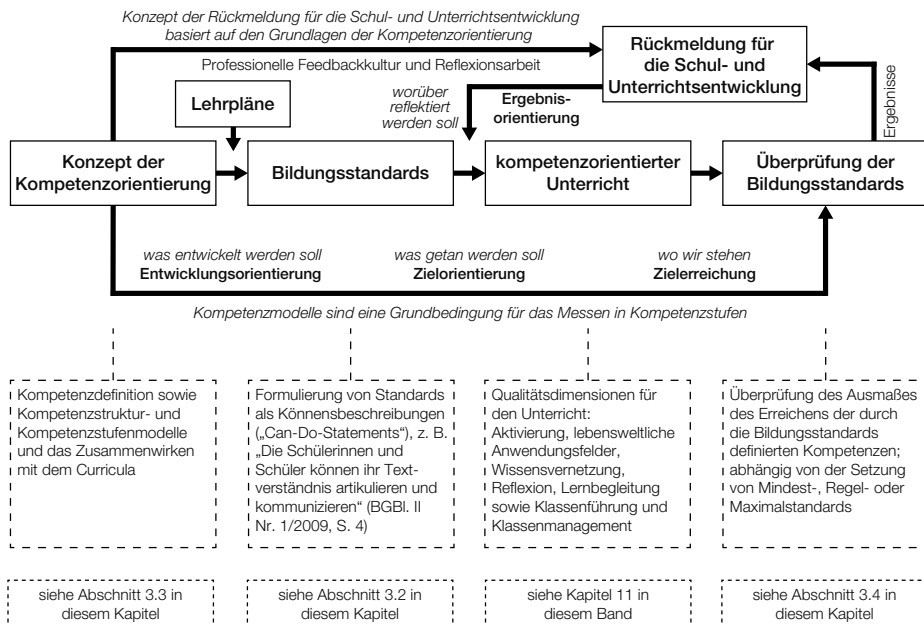 Konzept der Rückmeldung für die Schul- und Unterrichtsentwicklung
basiert auf den Grundlagen der Kompetenzorientierung
Professionelle Feedbackkultur und Reflexionsarbeit
Rückmeldung für
die Schul- und
Unterrichtsentwicklung
Lehrpläne
worüber
reflektiert
werden soll
Ergebnis-
orientierung
Ergebnisse
Konzept der
Kompetenzorientierung
Bildungsstandards
kompetenzorientierter
Unterricht
Überprüfung der
Bildungsstandards
was entwickelt werden soll
Entwicklungsorientierung
was getan werden soll
Zielorientierung
wo wir stehen
Zielerreichung
Kompetenzmodelle sind eine Grundbedingung für das Messen in Kompetenzstufen
Kompetenzdefinition sowie
Kompetenzstruktur- und
Kompetenzstufenmodelle
und das Zusammenwirken
mit dem Curricula
Formulierung von Standards
als Könnensbeschreibungen
(„Can-Do-Statements“), z. B.
„Die Schülerinnen und
Schüler können ihr Text-
verständnis artikulieren und
kommunizieren“ (BGBl. II
Nr. 1/2009, S. 4)
Qualitätsdimensionen für
den Unterricht:
Aktivierung, lebensweltliche
Anwendungsfelder,
Wissensvernetzung,
Reflexion, Lernbegleitung
sowie Klassenführung und
Klassenmanagement
Überprüfung des Ausmaßes
des Erreichens der durch
die Bildungsstandards
definierten Kompetenzen;
abhängig von der Setzung
von Mindest-, Regel- oder
Maximalstandards
siehe Abschnitt 3.3 in
diesem Kapitel
siehe Abschnitt 3.2 in
diesem Kapitel
siehe Kapitel 11 in
diesem Band
siehe Abschnitt 3.4 in
diesem Kapitel